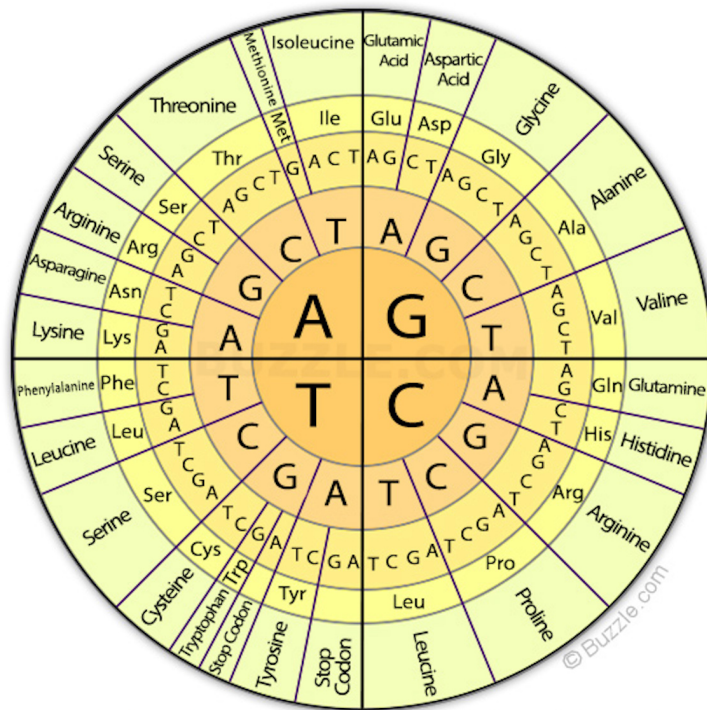 Glutamic
Acid
Aspartic
Acid
Glycine
Alanine
Valine
Glutamine
Histidine
Arginine
Proline
Leucine
Stop
Codon
Tyrosine
Stop Codon
Tryptophan
Cysteine
Serine
Leucine
Phenylalanine
Lysine
Asparagine
Arginine
Serine
Threonine
Methionine
Isoleucine
Glu
Asp
Gly
Ala
Val
Gln
His
Arg
Pro
Leu
Tyr
Trp
Cys
Ser
Leu
Phe
Lys
Asn
Arg
Ser
Thr
Met
Ile
A G C T A G C T A G C T A G C T
A G C T A G C T A G C T A G C T
A G C T A G C T A G C T A G C T
A G C T A G C T A G C T G A C T
A G C T
A G C T
A G C T
A G C T
A G
T C
BUZZLE.COM
© Buzzle.com